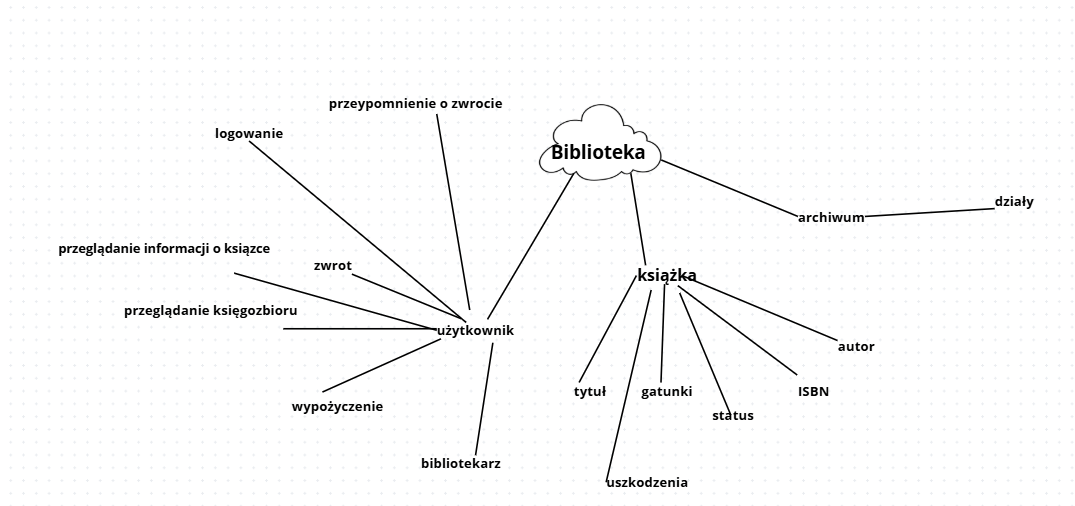 przeypomnienie o zwrocie
logowanie
Biblioteka
działy
archiwum
przeglądanie informacji o ksiązce
zwrot
książka
przeglądanie księgozbioru
użytkownik
autor
tytuł
gatunki
ISBN
wypożyczenie
status
bibliotekarz
uszkodzenia